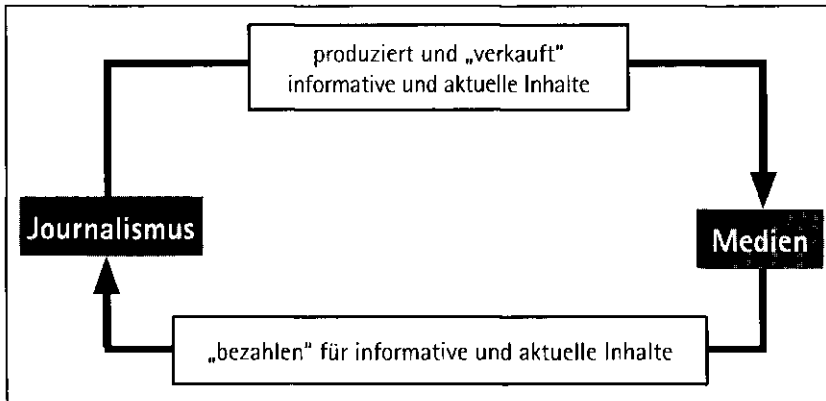 produziert und „verkauft"
informative und aktuelle Inhalte
Journalismus
Medien
„bezahlen" für informative und aktuelle Inhalte